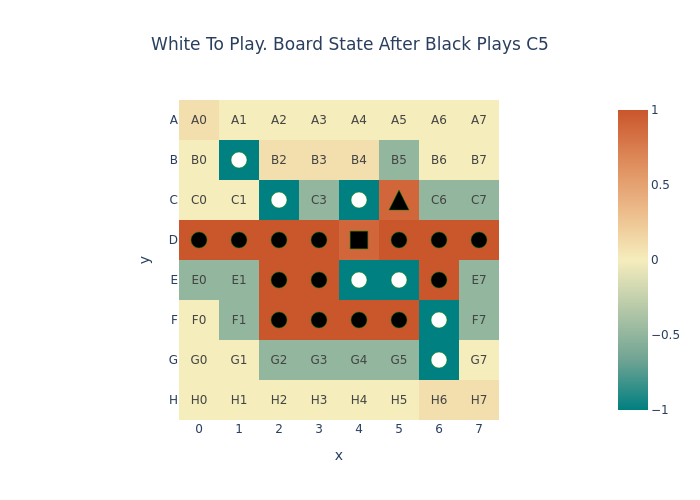 White To Play. Board State After Black Plays C5
A A0 A1 A2 A3 A4 A5 A6 A7
B B0 B2 B3 B4 B5 B6 B7
C C0 C1 C3 C6 C7
D
E E0 E1 E7
F F0 F1 F7
G G0 G1 G2 G3 G4 G5 G7
H H0 H1 H2 H3 H4 H5 H6 H7
0 1 2 3 4 5 6 7
x
y
1
0.5
0
−0.5
−1